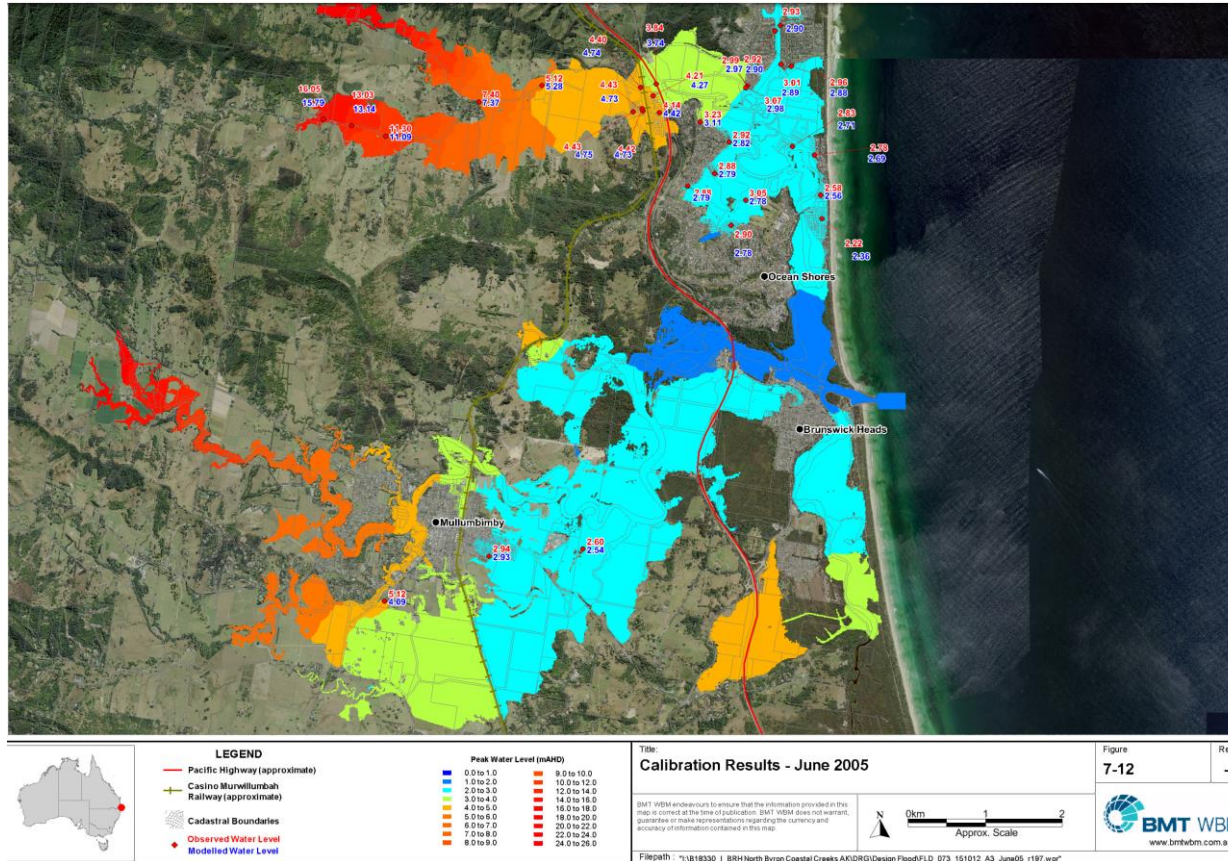 2.93
2.90
3.84
3.74
4.40
4.74
2.99 2.92
2.97 2.90
4.21
4.27
3.01
2.89
2.96
2.88
5.12
5.28
4.43
4.73
7.40
7.37
16.05
15.79
13.03
13.14
4.14
4.42
3.07
2.98
2.83
2.71
3.23
3.11
11.30
11.09
2.92
2.82
4.43
4.75
4.42
4.73
2.78
2.69
2.88
2.79
2.79
3.05
2.78
2.58
2.56
2.90
2.78
2.22
2.36
Ocean Shores
Brunswick Heads
Mullumbimby
2.94
2.93
2.60
2.54
5.12
4.09
LEGEND
Pacific Highway (approximate)
Casino Murwillumbah
Railway (approximate)
Cadastral Boundaries
Observed Water Level
Modelled Water Level
Peak Water Level (mAHD)
0.0 to 1.0
1.0 to 2.0
2.0 to 3.0
3.0 to 4.0
4.0 to 5.0
5.0 to 6.0
6.0 to 7.0
7.0 to 8.0
8.0 to 9.0
9.0 to 10.0
10.0 to 12.0
12.0 to 14.0
14.0 to 16.0
16.0 to 18.0
18.0 to 20.0
20.0 to 22.0
22.0 to 24.0
24.0 to 26.0
Title:
Calibration Results - June 2005
Figure
7-12
BMT WBM endeavours to ensure that the information provided in this
map is correct at the time of publication. BMT WBM does not warrant,
guarantee or make representations regarding the currency and
accuracy of information contained in this map.
N
0km 1 2
Approx. Scale
BMT WBM
www.bmtwbm.com.a
Filepath : "I:\B18330_I_BRH North Byron Coastal Creeks AK\DRG\Design Flood\FLD_073_151012_A3_June05_r197.wor"